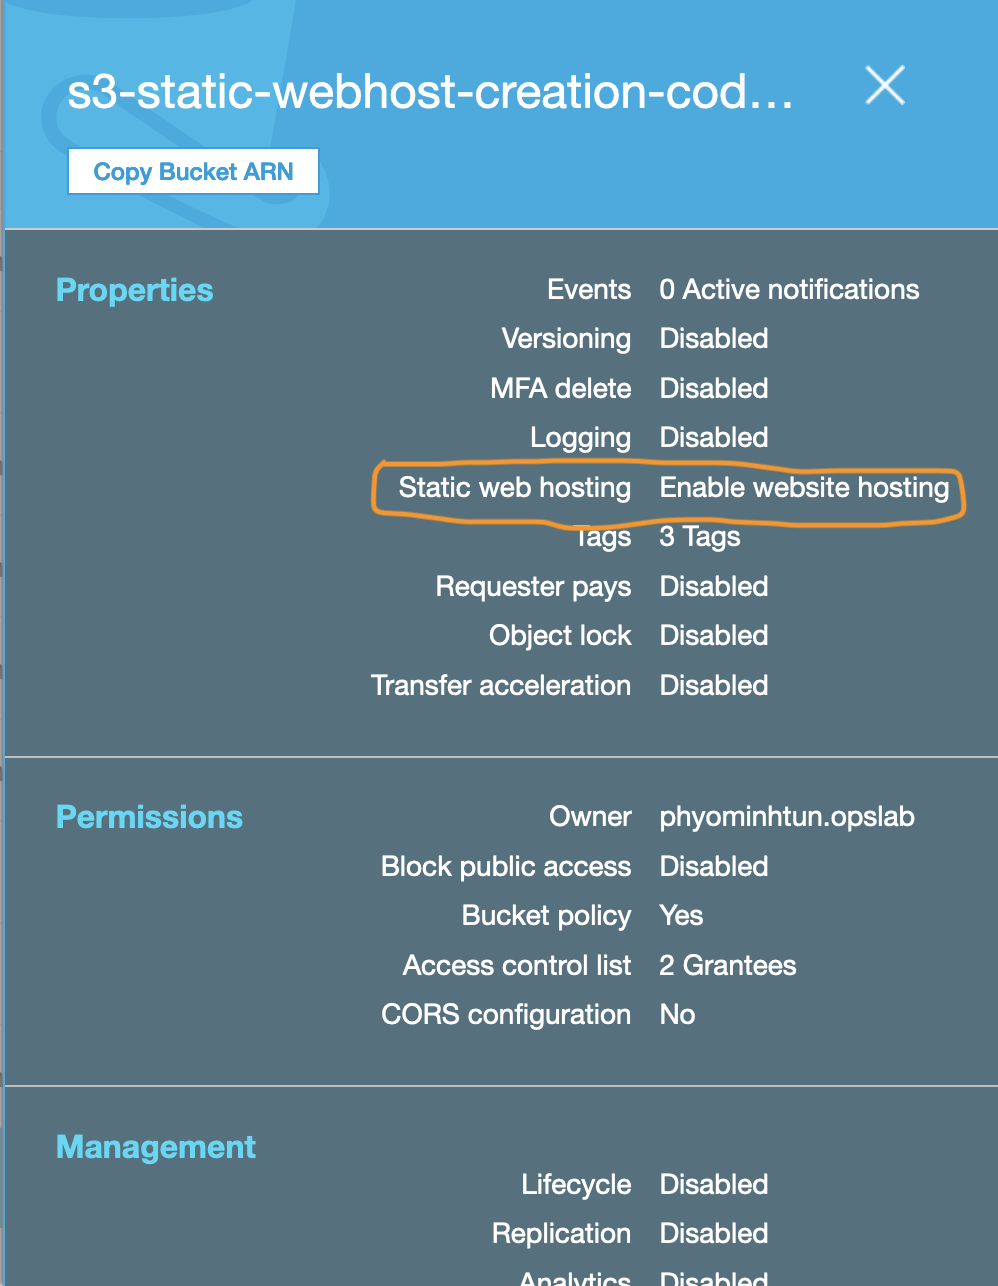 s3-static-webhost-creation-cod...
Copy Bucket ARN
Properties
Events 0 Active notifications
Versioning Disabled
MFA delete Disabled
Logging Disabled
Static web hosting Enable website hosting
Tags 3 Tags
Requester pays Disabled
Object lock Disabled
Transfer acceleration Disabled
Permissions
Owner phyominhtun.opslab
Block public access Disabled
Bucket policy Yes
Access control list 2 Grantees
CORS configuration No
Management
Lifecycle Disabled
Replication Disabled
Analytics Disabled